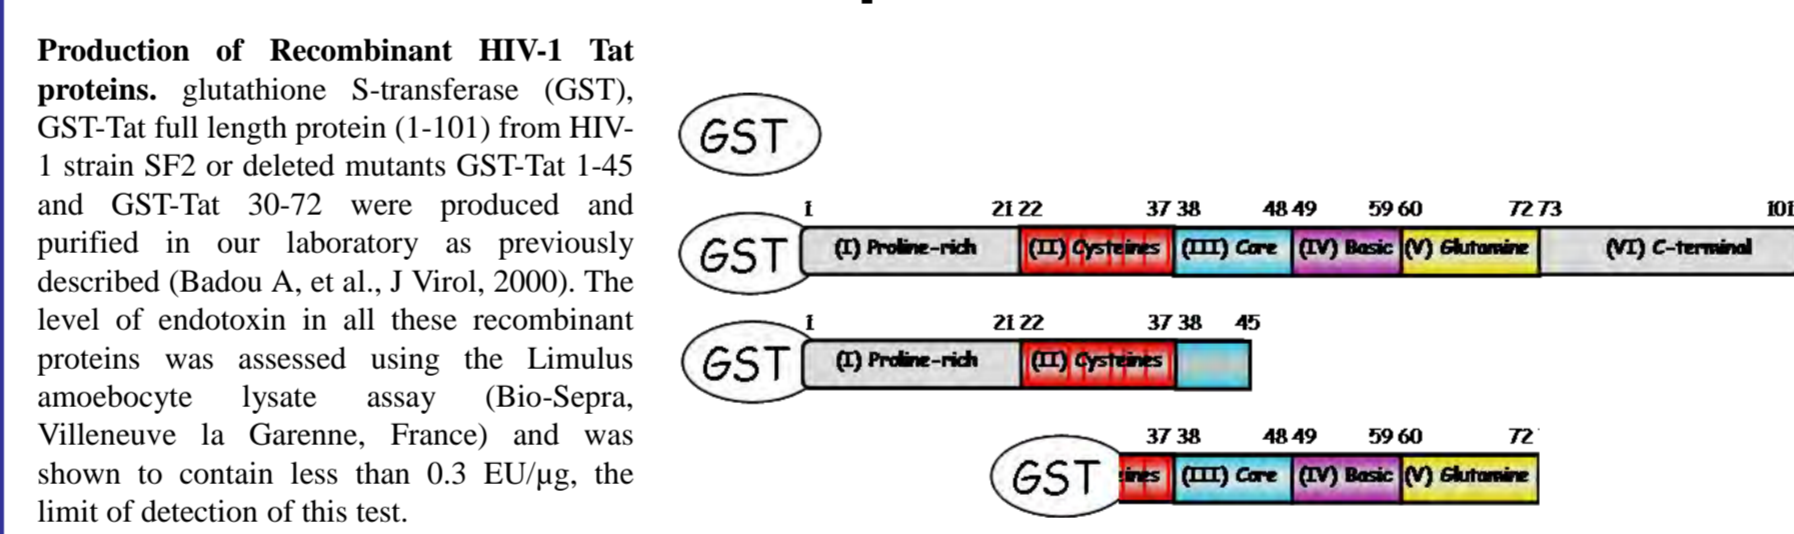 Production of Recombinant HIV-1 Tat
proteins. glutathione S-transferase (GST),
GST-Tat full length protein (1-101) from HIV-
1 strain SF2 or deleted mutants GST-Tat 1-45
and GST-Tat 30-72 were produced and
purified in our laboratory as previously
described (Badou A, et al., J Virol, 2000). The
level of endotoxin in all these recombinant
proteins was assessed using the Limulus
amoebocyte lysate assay (Bio-Sepra,
Villeneuve la Garenne, France) and was
shown to contain less than 0.3 EU/μg, the
limit of detection of this test.
GST
1 21 22 37 38 48 49 59 60 72 73 101
GST (I) Proline-rich (II) Cysteines (III) Core (IV) Basic (V) Glutamine (VI) C-terminal
1 21 22 37 38 45
GST (I) Proline-rich (II) Cysteines
37 38 48 49 59 60 72
GST ines (III) Core (IV) Basic (V) Glutamine